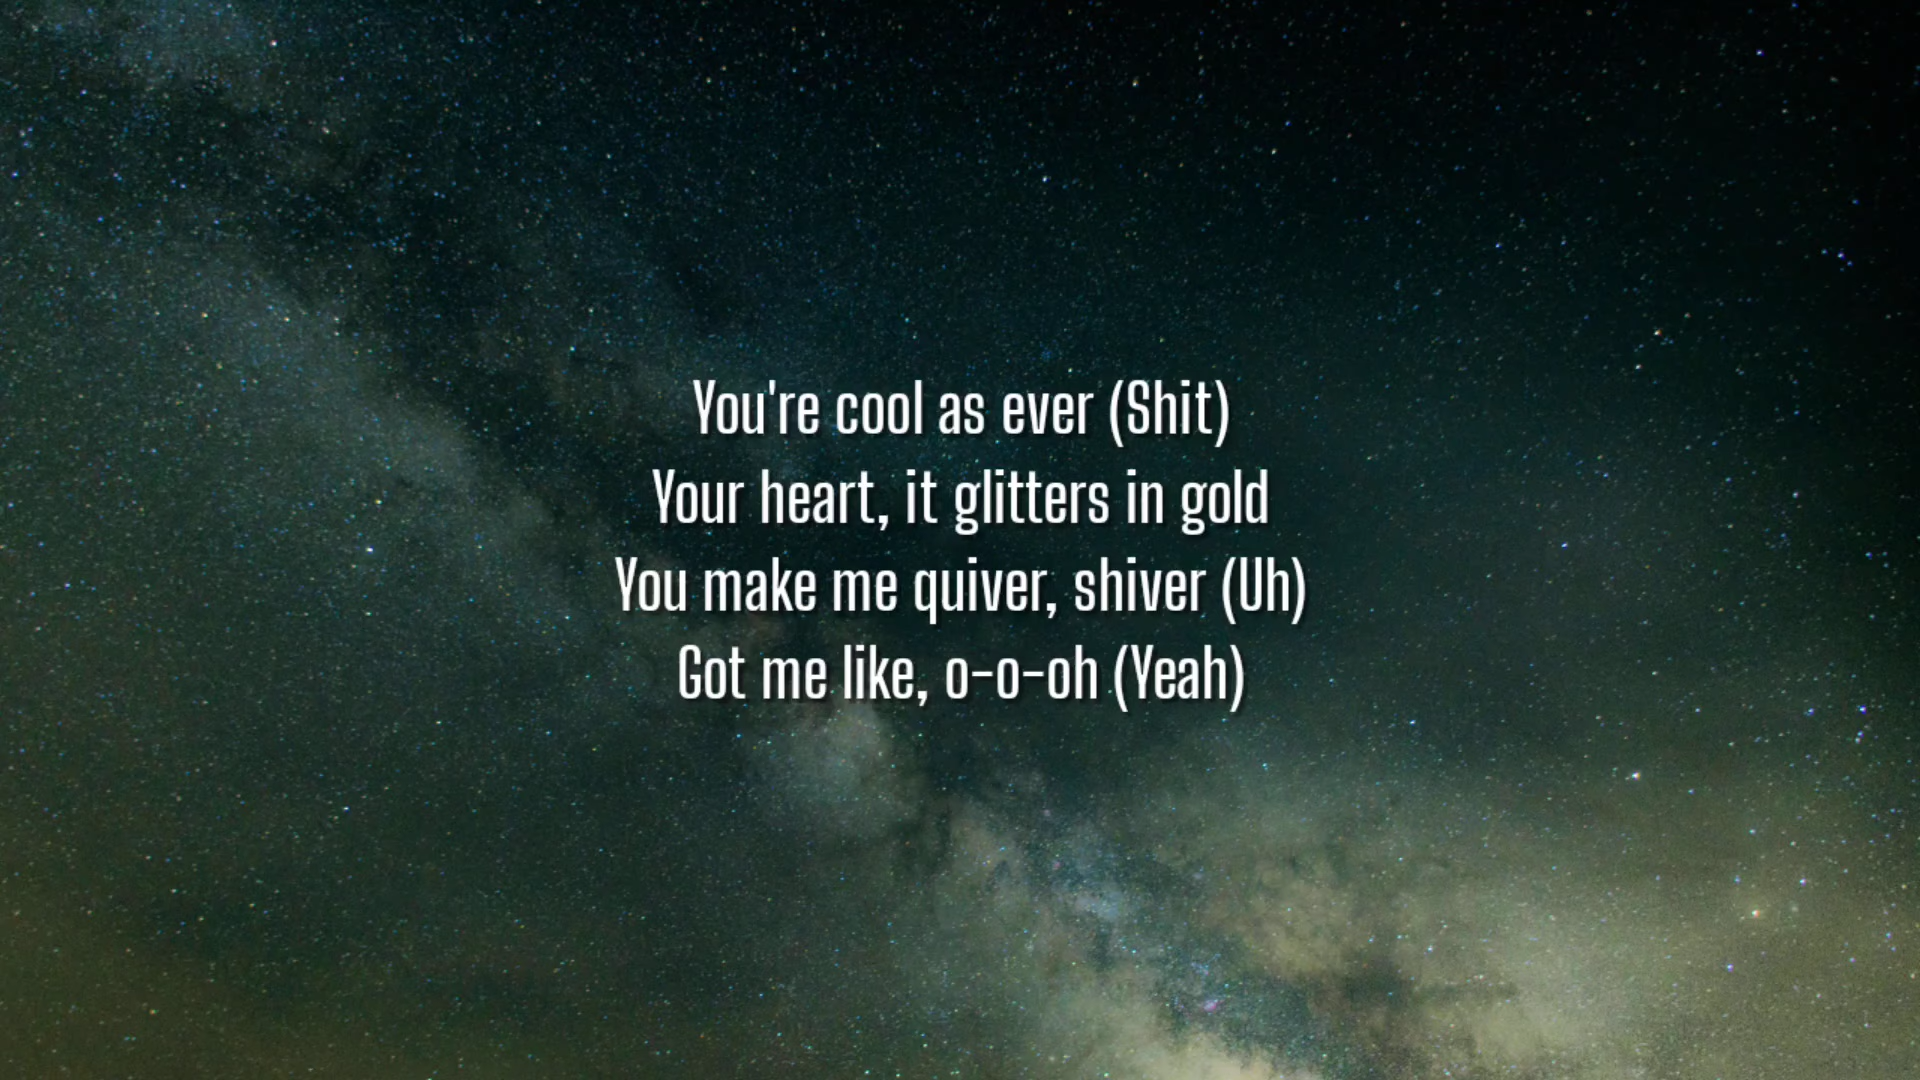 You're cool as ever (Shit)
Your heart, it glitters in gold
You make me quiver, shiver (Uh)
Got me like, o-o-oh (Yeah)